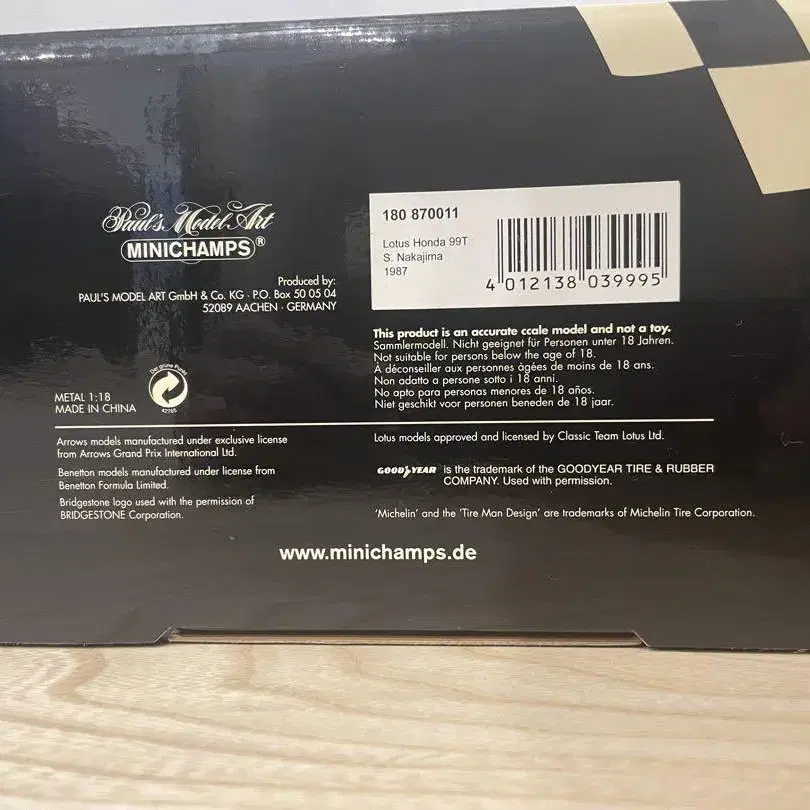 Paul's Model Art
MINICHAMPS®
Produced by:
PAUL'S MODEL ART GmbH & Co. KG · P.O. Box 50 05 04
52089 AACHEN · GERMANY
Der grüne Punkt
42765
METAL 1:18
MADE IN CHINA
180 870011
Lotus Honda 99T
S. Nakajima
1987
4 012138 039995
This product is an accurate ccale model and not a toy.
Sammlermodell. Nicht geeignet für Personen unter 18 Jahren.
Not suitable for persons below the age of 18.
À déconseiller aux personnes àgées de moins de 18 ans.
Non adatto a persone sotto i 18 anni.
No apto para personas menores de 18 años.
Niet geschikt voor personen beneden de 18 jaar.
Arrows models manufactured under exclusive license
from Arrows Grand Prix International Ltd.
Benetton models manufactured under license from
Benetton Formula Limited.
Bridgestone logo used with the permission of
BRIDGESTONE Corporation.
Lotus models approved and licensed by Classic Team Lotus Ltd.
GOODYEAR is the trademark of the GOODYEAR TIRE & RUBBER
COMPANY. Used with permission.
'Michelin' and the 'Tire Man Design' are trademarks of Michelin Tire Corporation.
www.minichamps.de